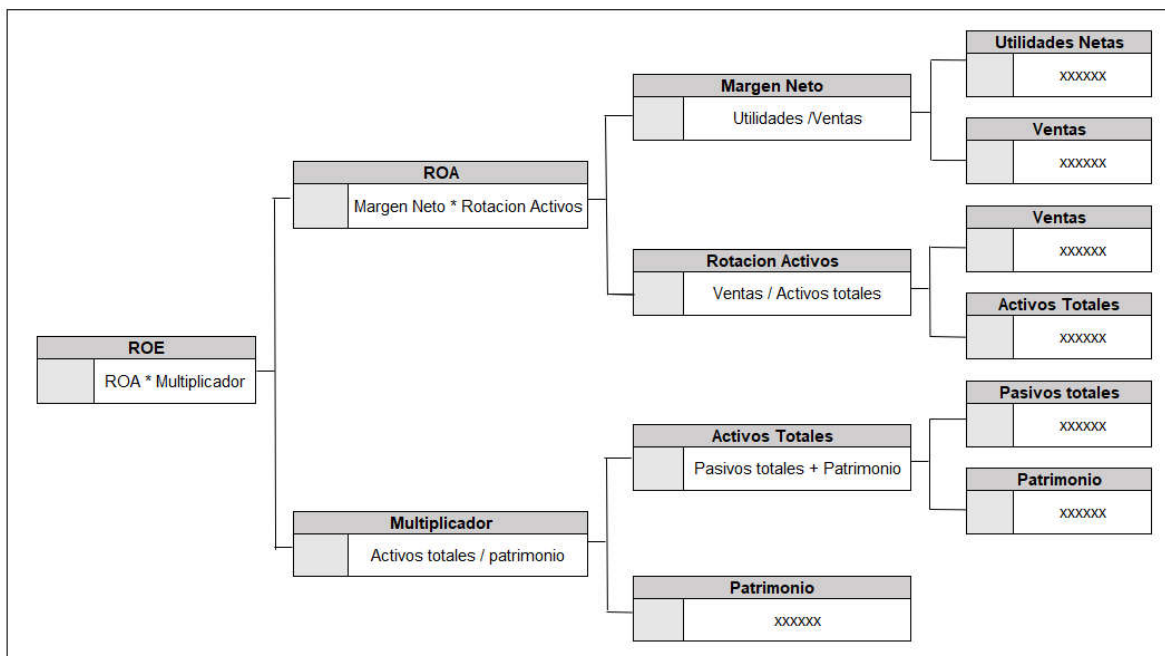 Utilidades Netas
xxxxxx
Margen Neto
Utilidades /Ventas
Ventas
xxxxxx
ROA
Margen Neto * Rotacion Activos
Ventas
xxxxxx
Rotacion Activos
Ventas / Activos totales
Activos Totales
xxxxxx
ROE
ROA * Multiplicador
Pasivos totales
xxxxxx
Activos Totales
Pasivos totales + Patrimonio
Patrimonio
xxxxxx
Multiplicador
Activos totales / patrimonio
Patrimonio
xxxxxx